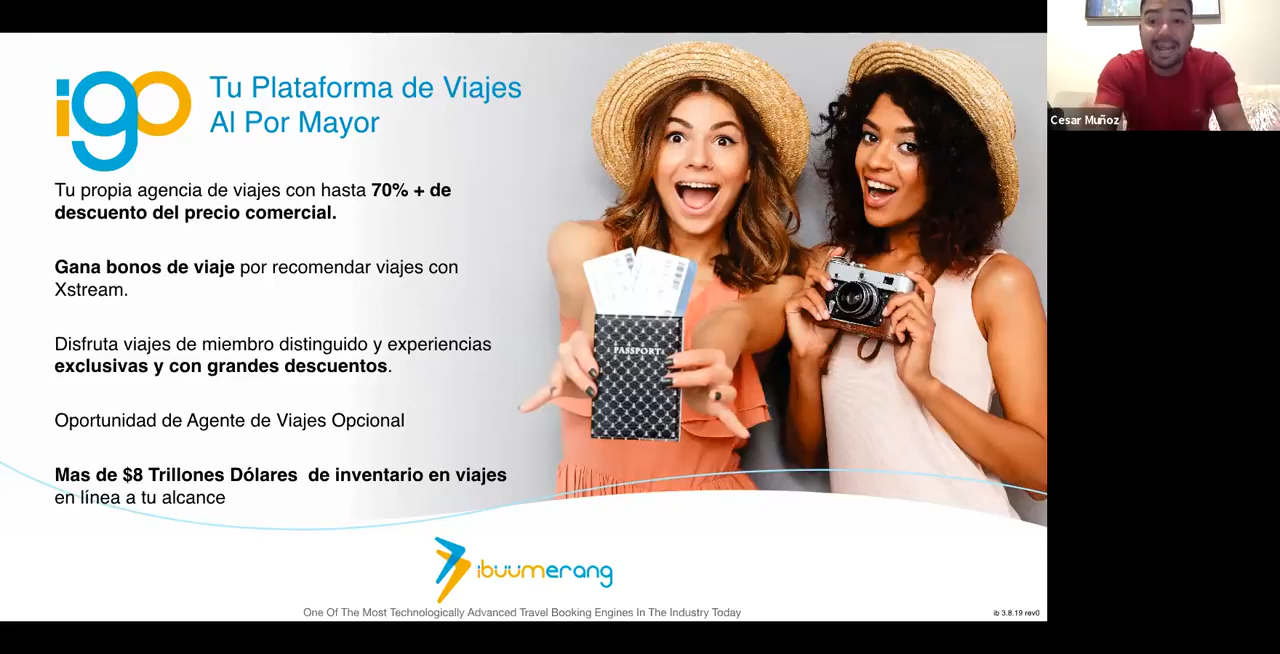 igo
Tu Plataforma de Viajes
Al Por Mayor
Tu propia agencia de viajes con hasta 70% + de
descuento del precio comercial.
Gana bonos de viaje por recomendar viajes con
Xstream.
Disfruta viajes de miembro distinguido y experiencias
exclusivas y con grandes descuentos.
Oportunidad de Agente de Viajes Opcional
Mas de $8 Trillones Dólares de inventario en viajes
en línea a tu alcance
PASSPORT
ibuumerang
One Of The Most Technologically Advanced Travel Booking Engines In The Industry Today
ib 3.8.19 rev0
Cesar Muñoz